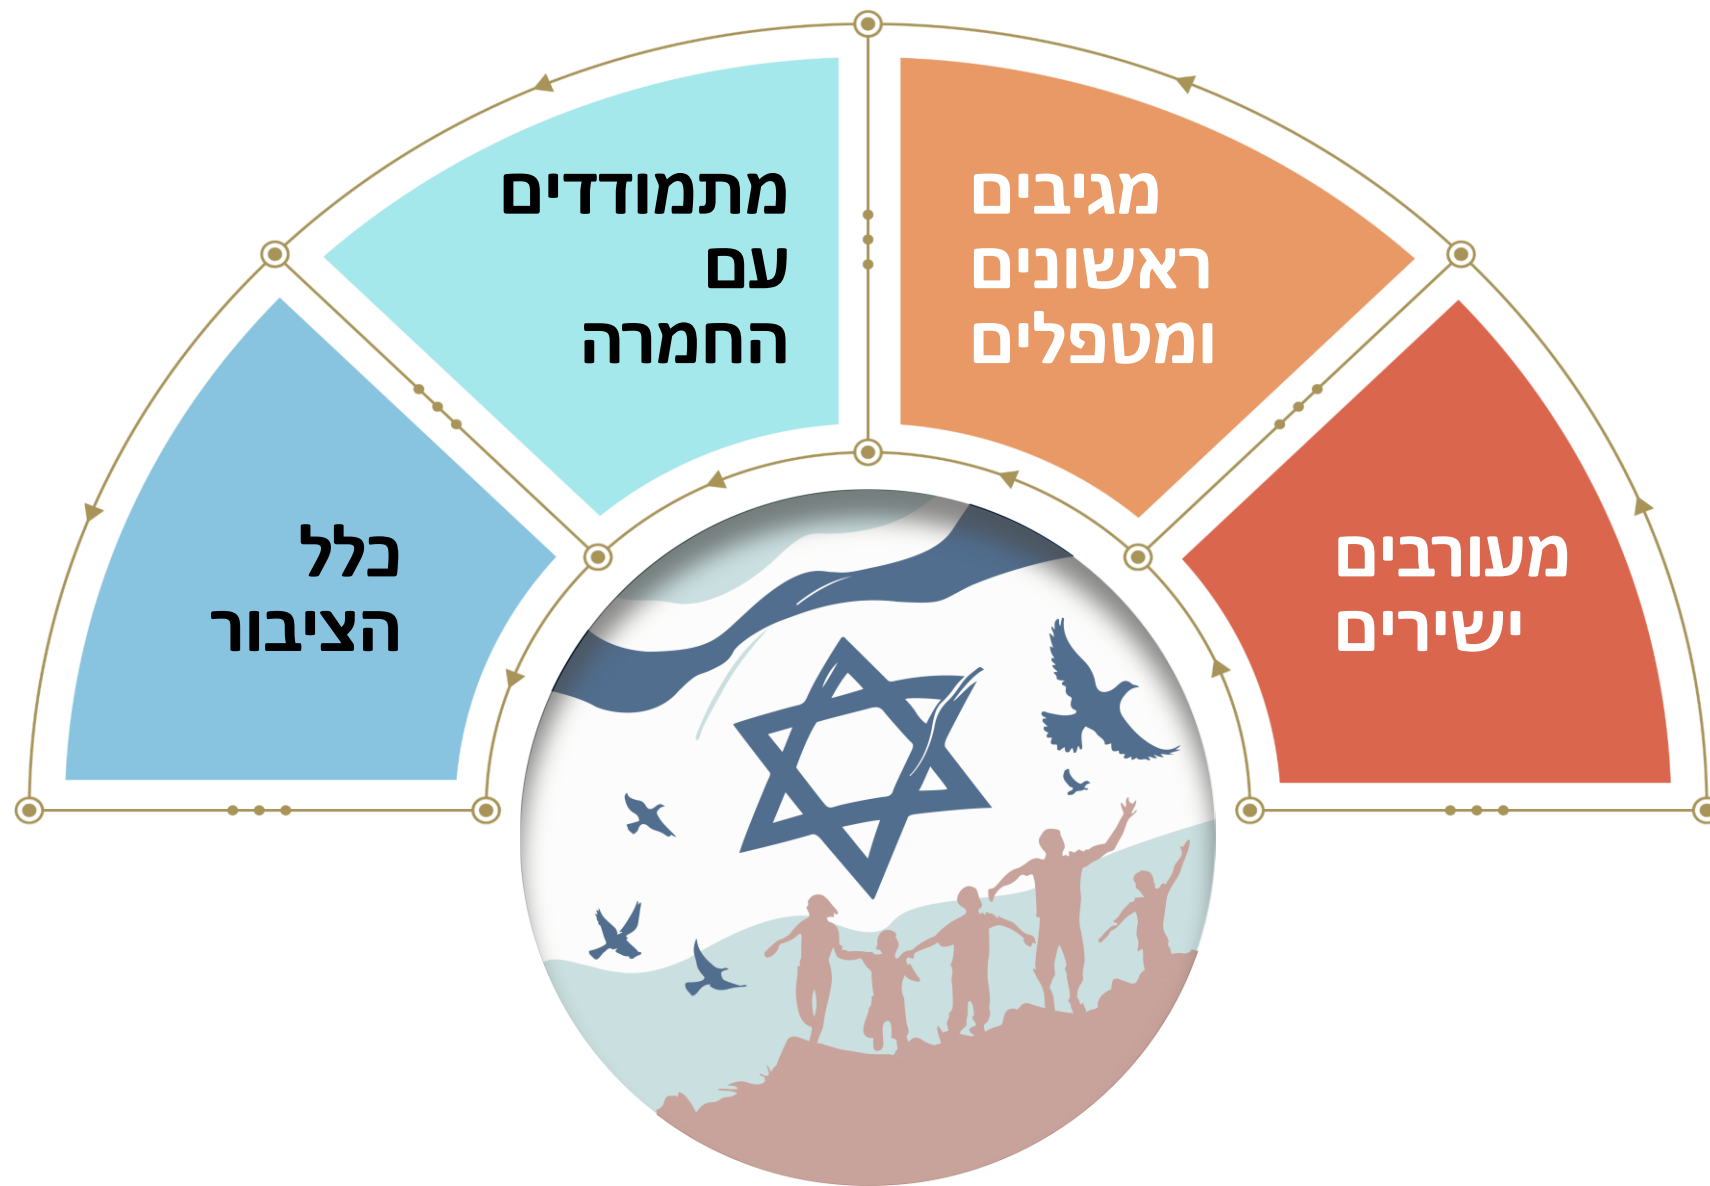 מעורבים
ישירים
מגיבים
ראשונים
ומטפלים
מתמודדים
עם
החמרה
כלל
הציבור